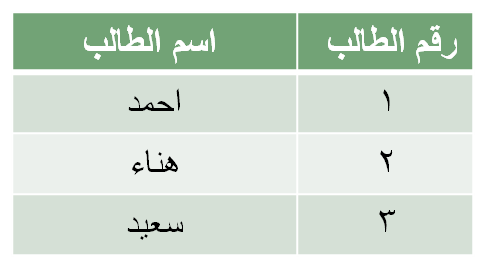 رقم الطالب اسم الطالب
١ احمد
٢ هناء
٣ سعيد